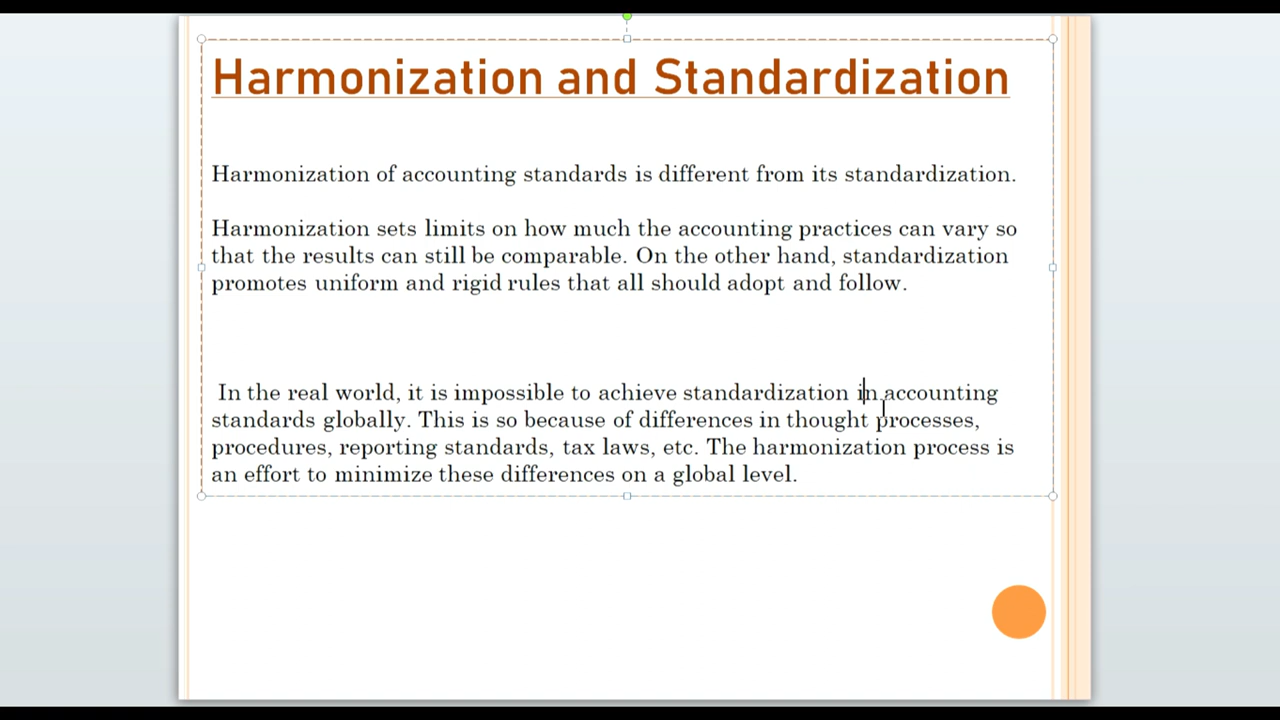 Harmonization and Standardization
Harmonization of accounting standards is different from its standardization.
Harmonization sets limits on how much the accounting practices can vary so
that the results can still be comparable. On the other hand, standardization
promotes uniform and rigid rules that all should adopt and follow.
In the real world, it is impossible to achieve standardization in accounting
standards globally. This is so because of differences in thought processes,
procedures, reporting standards, tax laws, etc. The harmonization process is
an effort to minimize these differences on a global level.